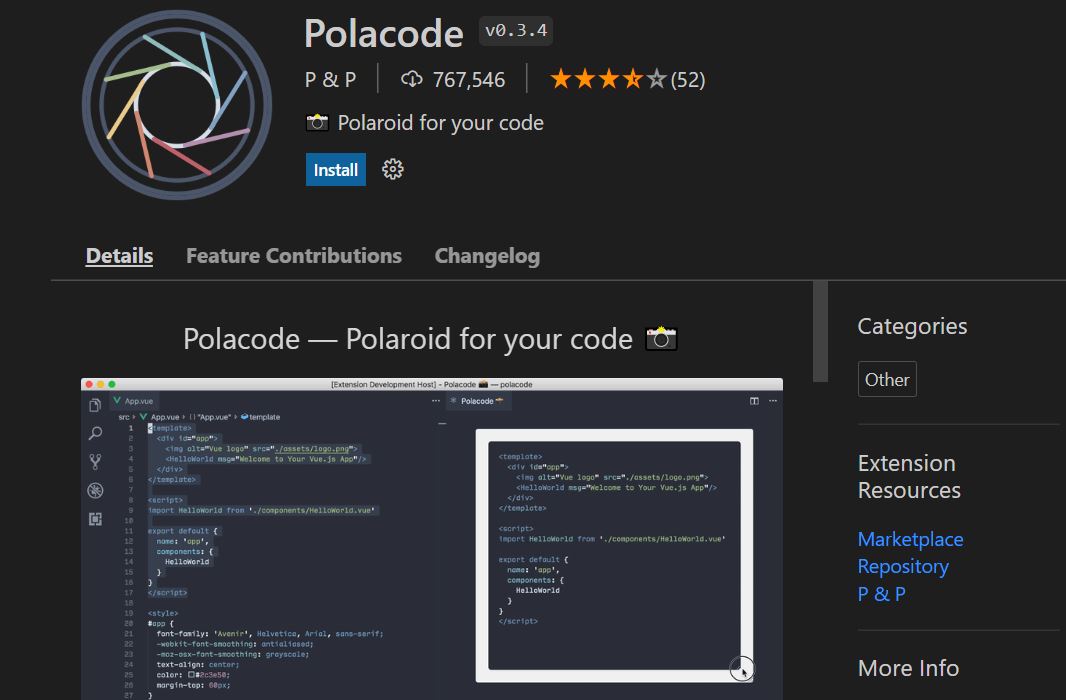 Polacode v0.3.4
P & P 767,546 (52)
Polaroid for your code
Install
Details Feature Contributions Changelog
Polacode — Polaroid for your code
Categories
Other
Extension
Resources
Marketplace
Repository
P & P
More Info
[Extension Development Host] - Polacode — polacode
App.vue
src › App.vue › {} "App.vue" › template
1 <template>
2 <div id="app">
3 <img alt="Vue logo" src="./assets/logo.png">
4 <HelloWorld msg="Welcome to Your Vue.js App"/>
5 </div>
6 </template>
7
8 <script>
9 import HelloWorld from './components/HelloWorld.vue'
10
11 export default {
12 name: 'app',
13 components: {
14 HelloWorld
15 }
16 }
17 </script>
18
19 <style>
20 #app {
21 font-family: 'Avenir', Helvetica, Arial, sans-serif;
22 -webkit-font-smoothing: antialiased;
23 -moz-osx-font-smoothing: grayscale;
24 text-align: center;
25 color: #2c3e50;
26 margin-top: 60px;
27 }
Polacode
<template>
<div id="app">
<img alt="Vue logo" src="./assets/logo.png">
<HelloWorld msg="Welcome to Your Vue.js App"/>
</div>
</template>
<script>
import HelloWorld from './components/HelloWorld.vue'
export default {
name: 'app',
components: {
HelloWorld
}
}
</script>